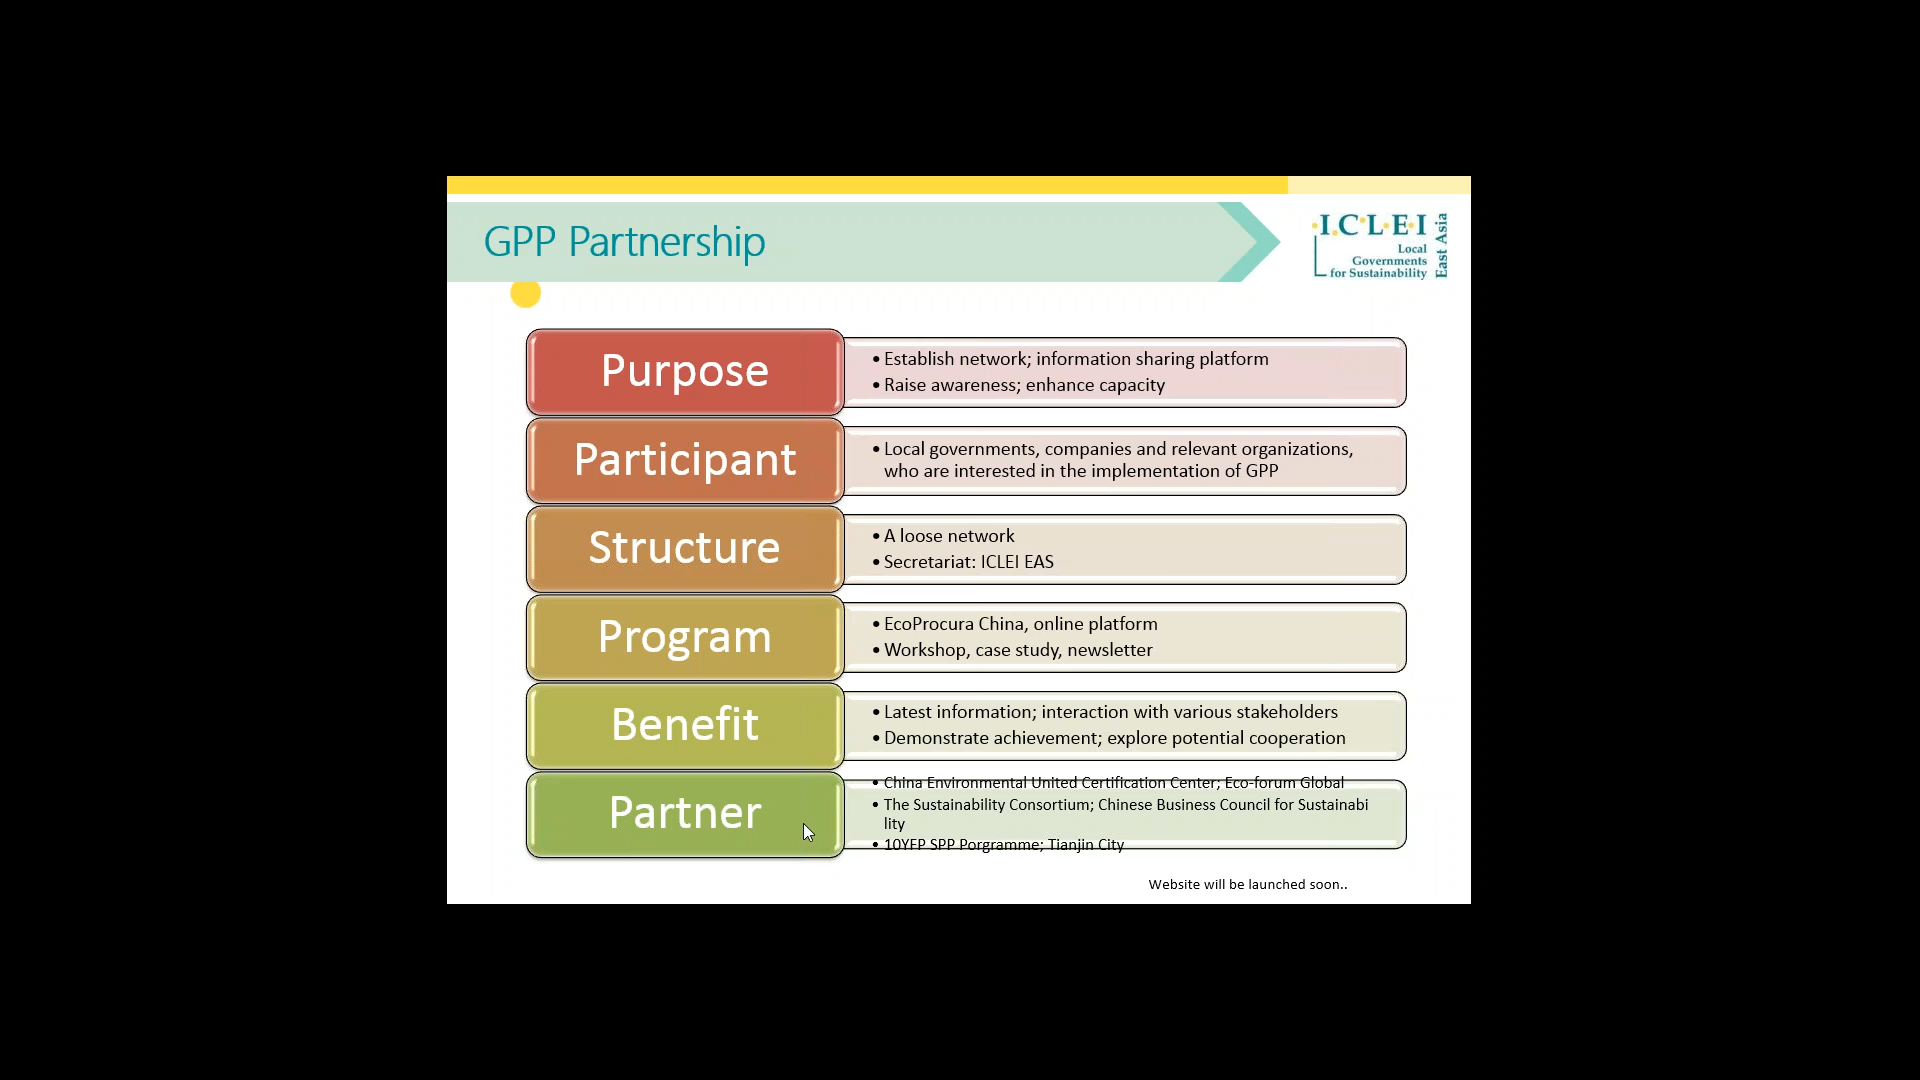 GPP Partnership
I.C.L.E.I
Local
Governments
for Sustainability
East Asia
Purpose
• Establish network; information sharing platform
• Raise awareness; enhance capacity
Participant
• Local governments, companies and relevant organizations,
who are interested in the implementation of GPP
Structure
• A loose network
• Secretariat: ICLEI EAS
Program
• EcoProcura China, online platform
• Workshop, case study, newsletter
Benefit
• Latest information; interaction with various stakeholders
• Demonstrate achievement; explore potential cooperation
Partner
• China Environmental United Certification Center; Eco-forum Global
• The Sustainability Consortium; Chinese Business Council for Sustainabi
lity
• 10YFP SPP Porgramme; Tianjin City
Website will be launched soon..